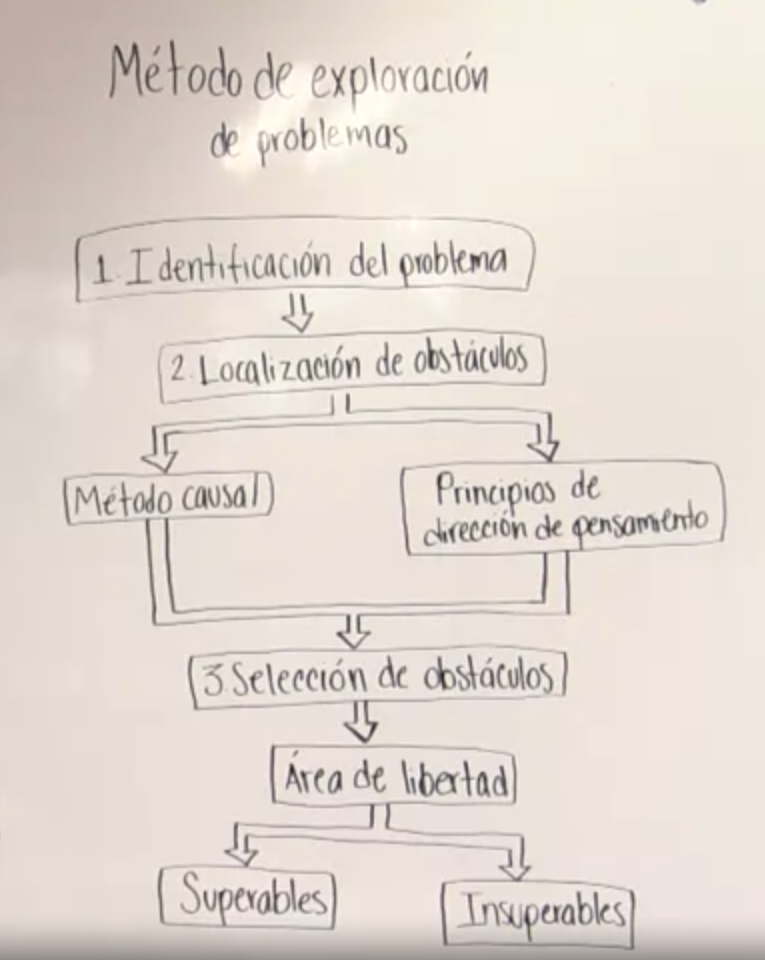 Método de exploración
de problemas
1. Identificación del problema
2. Localización de obstáculos
Método causal
Principios de
dirección de pensamiento
3. Selección de obstáculos
Área de libertad
Superables
Insuperables